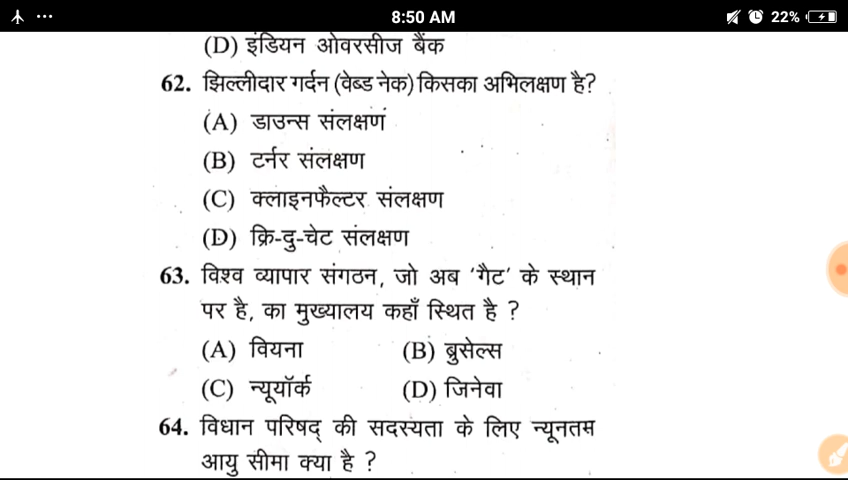 8:50 AM 22%
(D) इंडियन ओवरसीज बैंक
62. झिल्लीदार गर्दन (वेब्ड नेक) किसका अभिलक्षण है?
(A) डाउन्स संलक्षण
(B) टर्नर संलक्षण
(C) क्लाइनफैल्टर संलक्षण
(D) क्रि-दु-चेट संलक्षण
63. विश्व व्यापार संगठन, जो अब 'गैट' के स्थान
पर है, का मुख्यालय कहाँ स्थित है ?
(A) वियना (B) ब्रुसेल्स
(C) न्यूयॉर्क (D) जिनेवा
64. विधान परिषद् की सदस्यता के लिए न्यूनतम
आयु सीमा क्या है ?